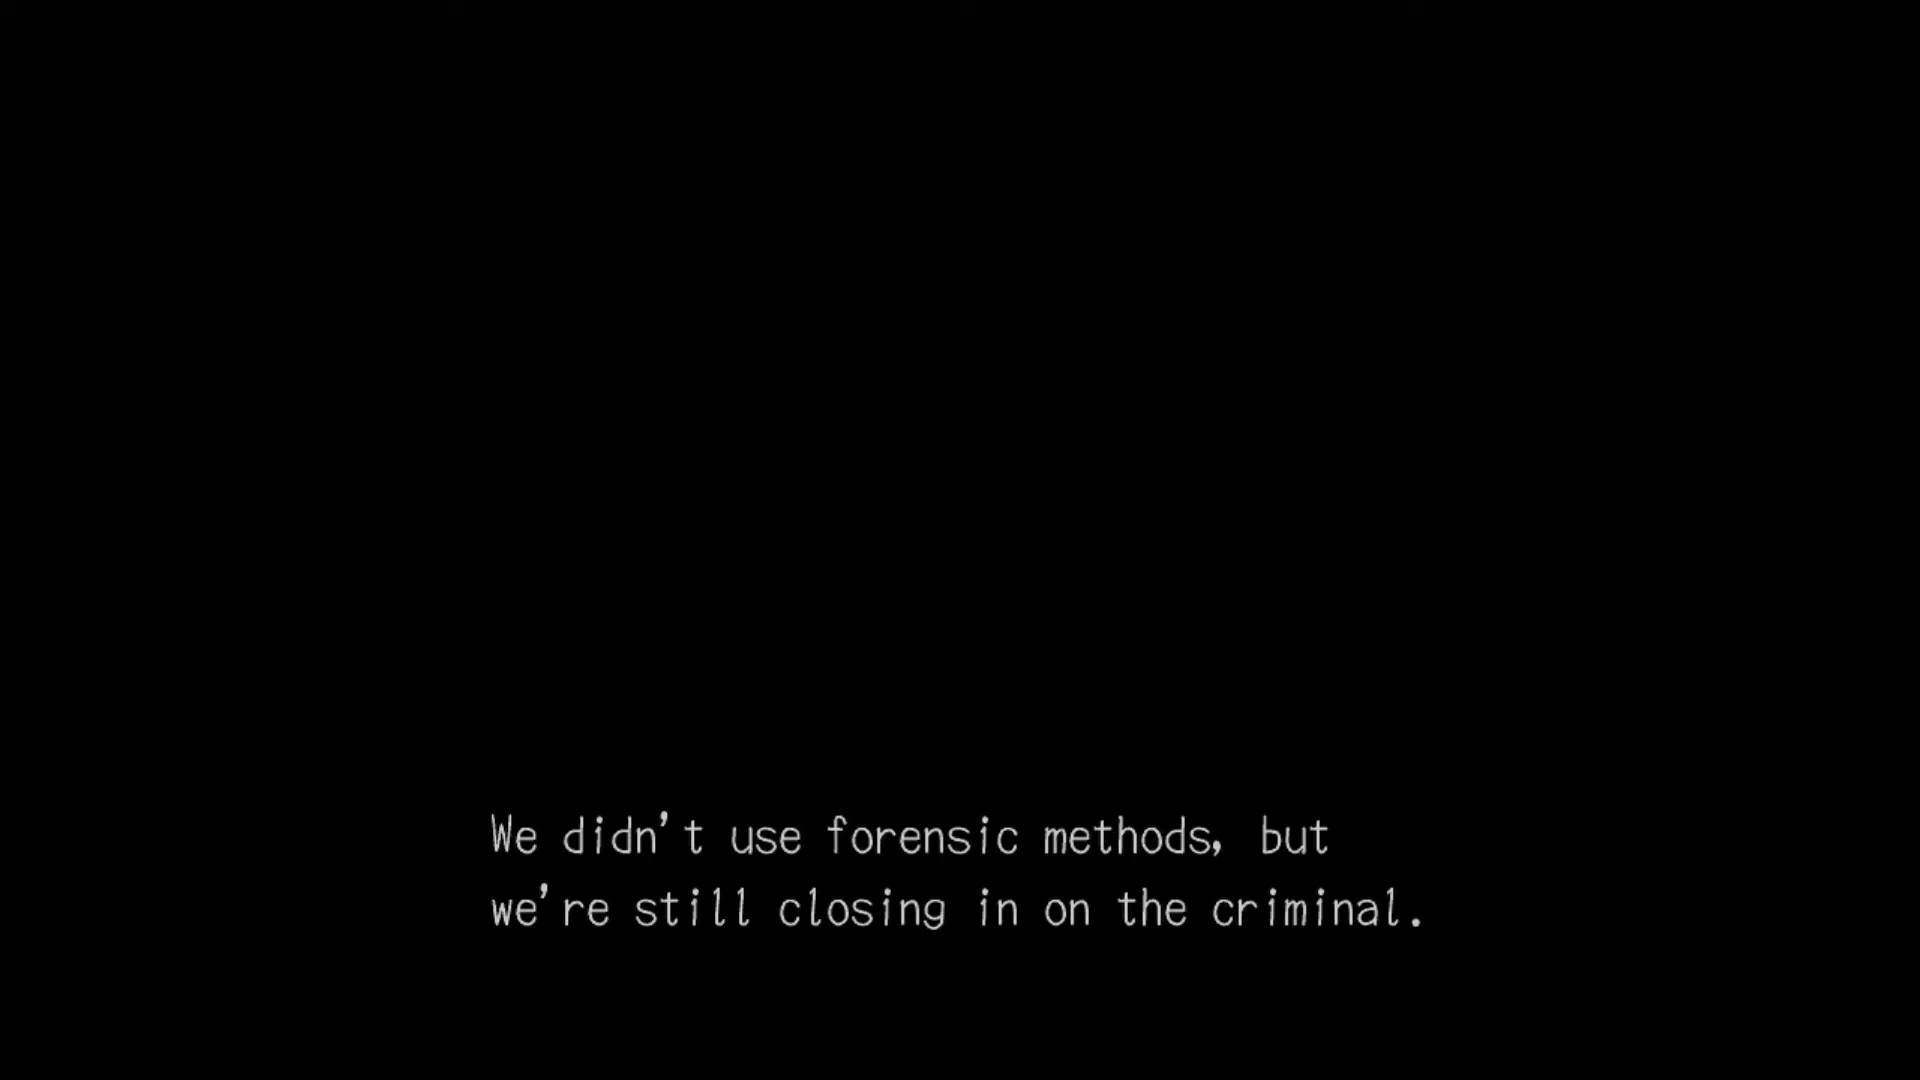 We didn't use forensic methods, but
we're still closing in on the criminal.